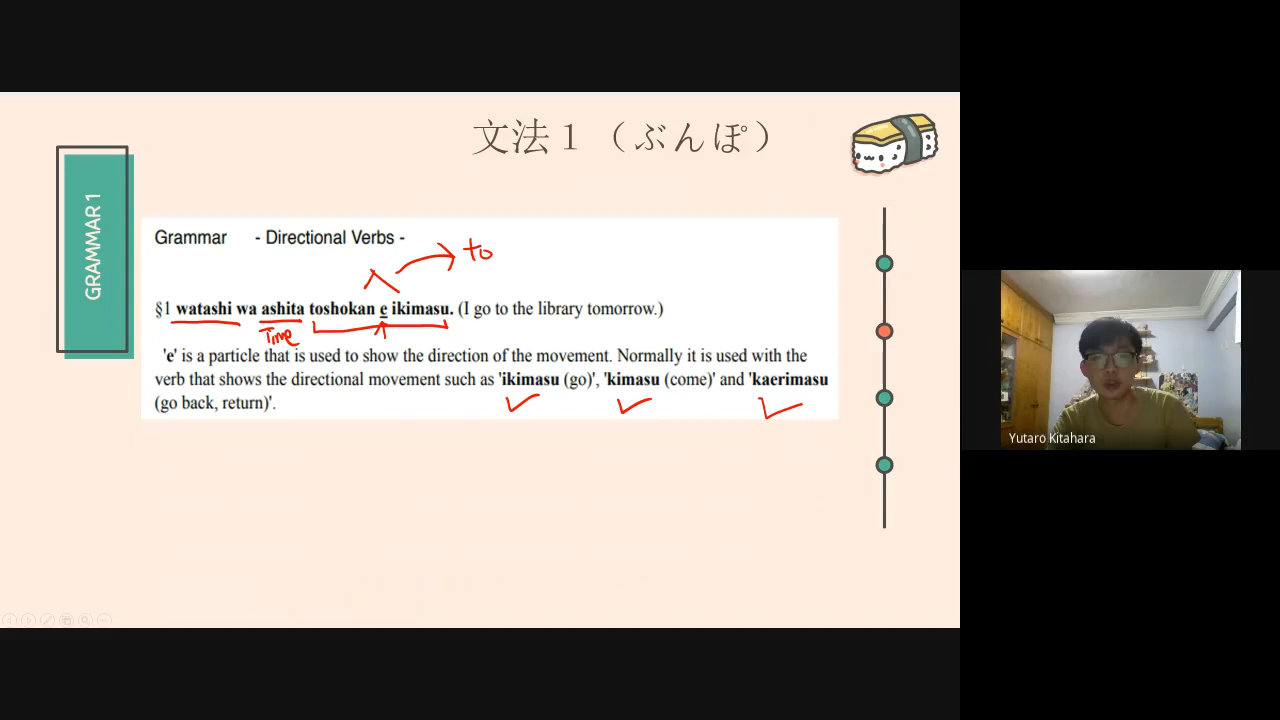 文法１（ぶんぽ）
GRAMMAR 1
Grammar - Directional Verbs -
へ to
§1 watashi wa ashita toshokan e ikimasu. (I go to the library tomorrow.)
Time
'e' is a particle that is used to show the direction of the movement. Normally it is used with the
verb that shows the directional movement such as 'ikimasu (go)', 'kimasu (come)' and 'kaerimasu
(go back, return)'.
Yutaro Kitahara